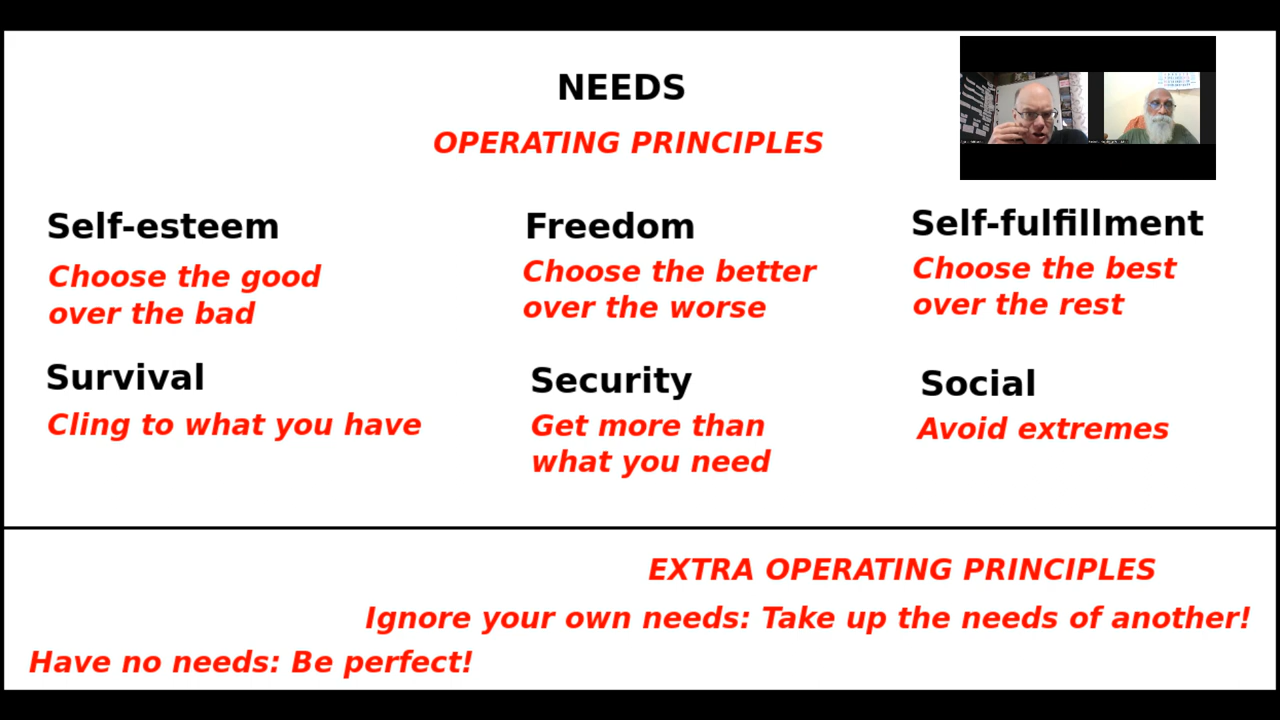 NEEDS
OPERATING PRINCIPLES
Self-esteem
Choose the good
over the bad
Freedom
Choose the better
over the worse
Self-fulfillment
Choose the best
over the rest
Survival
Cling to what you have
Security
Get more than
what you need
Social
Avoid extremes
EXTRA OPERATING PRINCIPLES
Ignore your own needs: Take up the needs of another!
Have no needs: Be perfect!